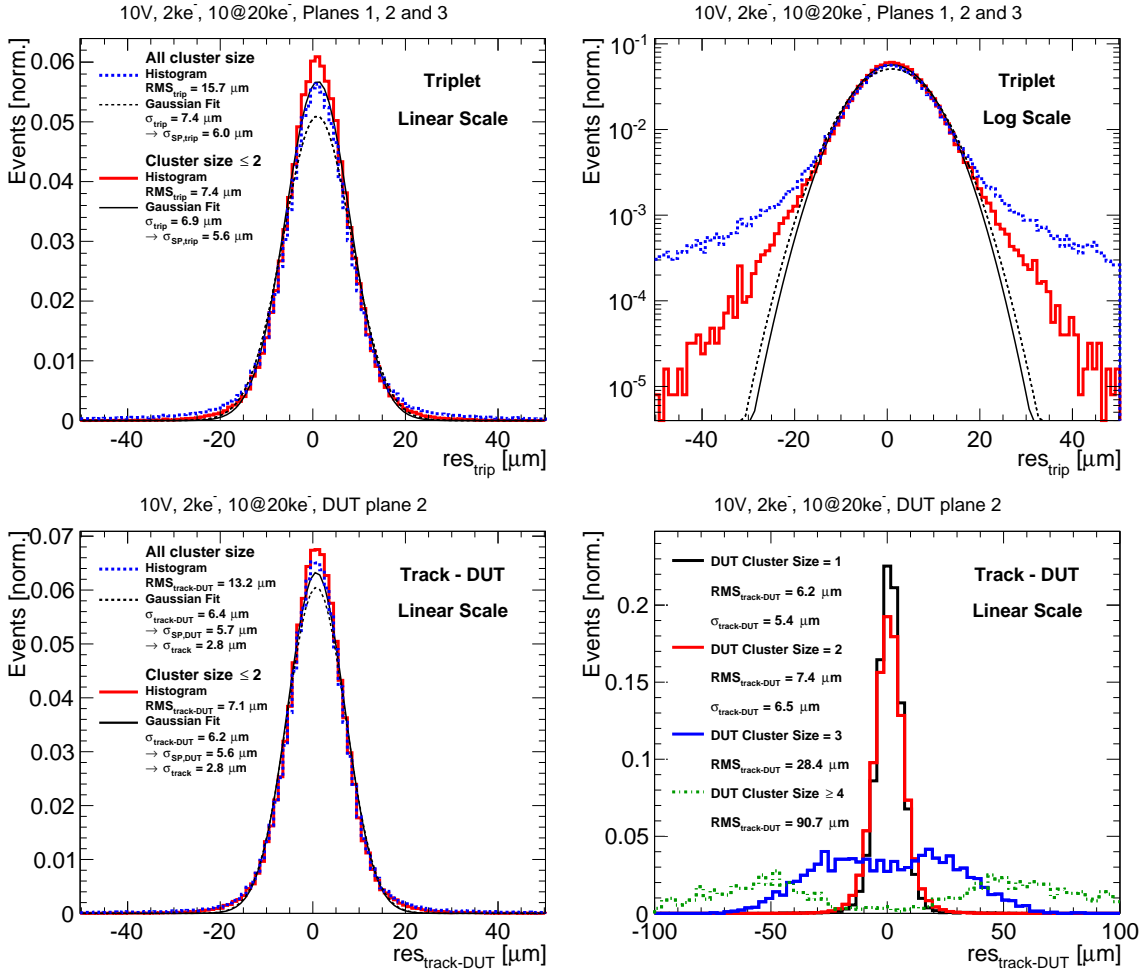 10V, 2ke⁻, 10@20ke⁻, Planes 1, 2 and 3
Events [norm.]
0.06
0.05
0.04
0.03
0.02
0.01
0
All cluster size
Histogram
RMS_trip = 15.7 μm
Gaussian Fit
σ_trip = 7.4 μm
→ σ_SP,trip = 6.0 μm
Cluster size ≤ 2
Histogram
RMS_trip = 7.4 μm
Gaussian Fit
σ_trip = 6.9 μm
→ σ_SP,trip = 5.6 μm
Triplet
Linear Scale
-40 -20 0 20 40
res_trip [μm]
10V, 2ke⁻, 10@20ke⁻, Planes 1, 2 and 3
Events [norm.]
10⁻¹
10⁻²
10⁻³
10⁻⁴
10⁻⁵
Triplet
Log Scale
-40 -20 0 20 40
res_trip [μm]
10V, 2ke⁻, 10@20ke⁻, DUT plane 2
Events [norm.]
0.07
0.06
0.05
0.04
0.03
0.02
0.01
0
All cluster size
Histogram
RMS_track-DUT = 13.2 μm
Gaussian Fit
σ_track-DUT = 6.4 μm
→ σ_SP,DUT = 5.7 μm
→ σ_track = 2.8 μm
Cluster size ≤ 2
Histogram
RMS_track-DUT = 7.1 μm
Gaussian Fit
σ_track-DUT = 6.2 μm
→ σ_SP,DUT = 5.6 μm
→ σ_track = 2.8 μm
Track - DUT
Linear Scale
-40 -20 0 20 40
res_track-DUT [μm]
10V, 2ke⁻, 10@20ke⁻, DUT plane 2
Events [norm.]
0.2
0.15
0.1
0.05
0
DUT Cluster Size = 1
RMS_track-DUT = 6.2 μm
σ_track-DUT = 5.4 μm
DUT Cluster Size = 2
RMS_track-DUT = 7.4 μm
σ_track-DUT = 6.5 μm
DUT Cluster Size = 3
RMS_track-DUT = 28.4 μm
DUT Cluster Size ≥ 4
RMS_track-DUT = 90.7 μm
Track - DUT
Linear Scale
-100 -50 0 50 100
res_track-DUT [μm]